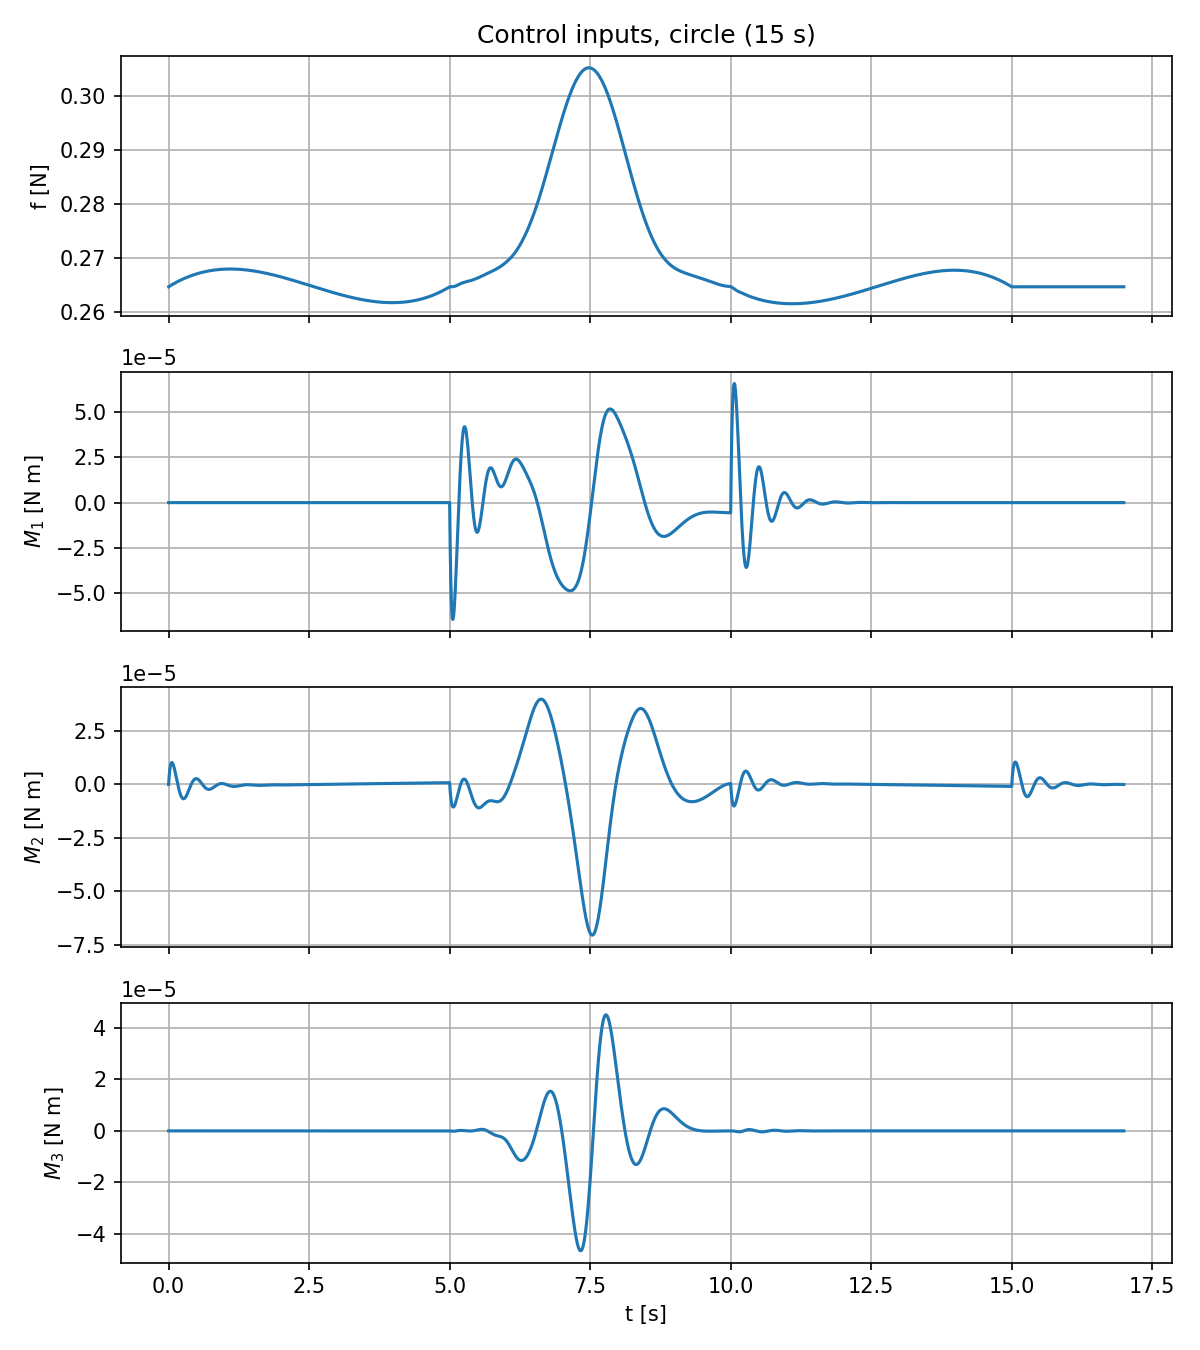 Control inputs, circle (15 s)
f [N]
0.30
0.29
0.28
0.27
0.26
1e−5
M₁ [N m]
5.0
2.5
0.0
−2.5
−5.0
1e−5
M₂ [N m]
2.5
0.0
−2.5
−5.0
−7.5
1e−5
M₃ [N m]
4
2
0
−2
−4
0.0 2.5 5.0 7.5 10.0 12.5 15.0 17.5
t [s]